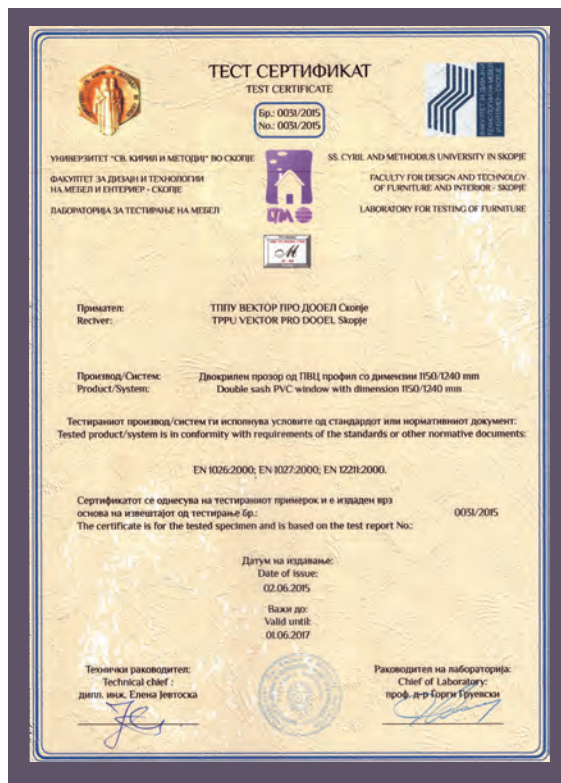 ТЕСТ СЕРТИФИКАТ
TEST CERTIFICATE
Бр.: 0031/2015
No.: 0031/2015
УНИВЕРЗИТЕТ "СВ. КИРИЛ И МЕТОДИЈ" ВО СКОПЈЕ
SS. CYRIL AND METHODIUS UNIVERSITY IN SKOPJE
ФАКУЛТЕТ ЗА ДИЗАЈН И ТЕХНОЛОГИИ
НА МЕБЕЛ И ЕНТЕРИЕР - СКОПЈЕ
FACULTY FOR DESIGN AND TECHNOLOGY
OF FURNITURE AND INTERIOR - SKOPJE
ЛАБОРАТОРИЈА ЗА ТЕСТИРАЊЕ НА МЕБЕЛ
LABORATORY FOR TESTING OF FURNITURE
Примател: ТППУ ВЕКТОР ПРО ДООЕЛ Скопје
Reciver: TPPU VEKTOR PRO DOOEL Skopje
Производ/Систем: Двокрилен прозор од ПВЦ профил со димензии 1150/1240 mm
Product/System: Double sash PVC window with dimension 1150/1240 mm
Тестираниот производ/систем ги исполнува условите од стандардот или нормативниот документ:
Tested product/system is in conformity with requirements of the standards or other normative documents:
EN 1026:2000; EN 1027:2000; EN 12211:2000.
Сертификатот се однесува на тестираниот примерок и е издаден врз
основа на извештајот од тестирање бр.: 0031/2015
The certificate is for the tested specimen and is based on the test report No.:
Датум на издавање:
Date of issue:
02.06.2015
Важи до:
Valid until:
01.06.2017
Технички раководител:
Technical chief :
дипл. инж. Елена Јевтоска
Раководител на лабораторија:
Chief of Laboratory:
проф. д-р Ѓорги Груевски